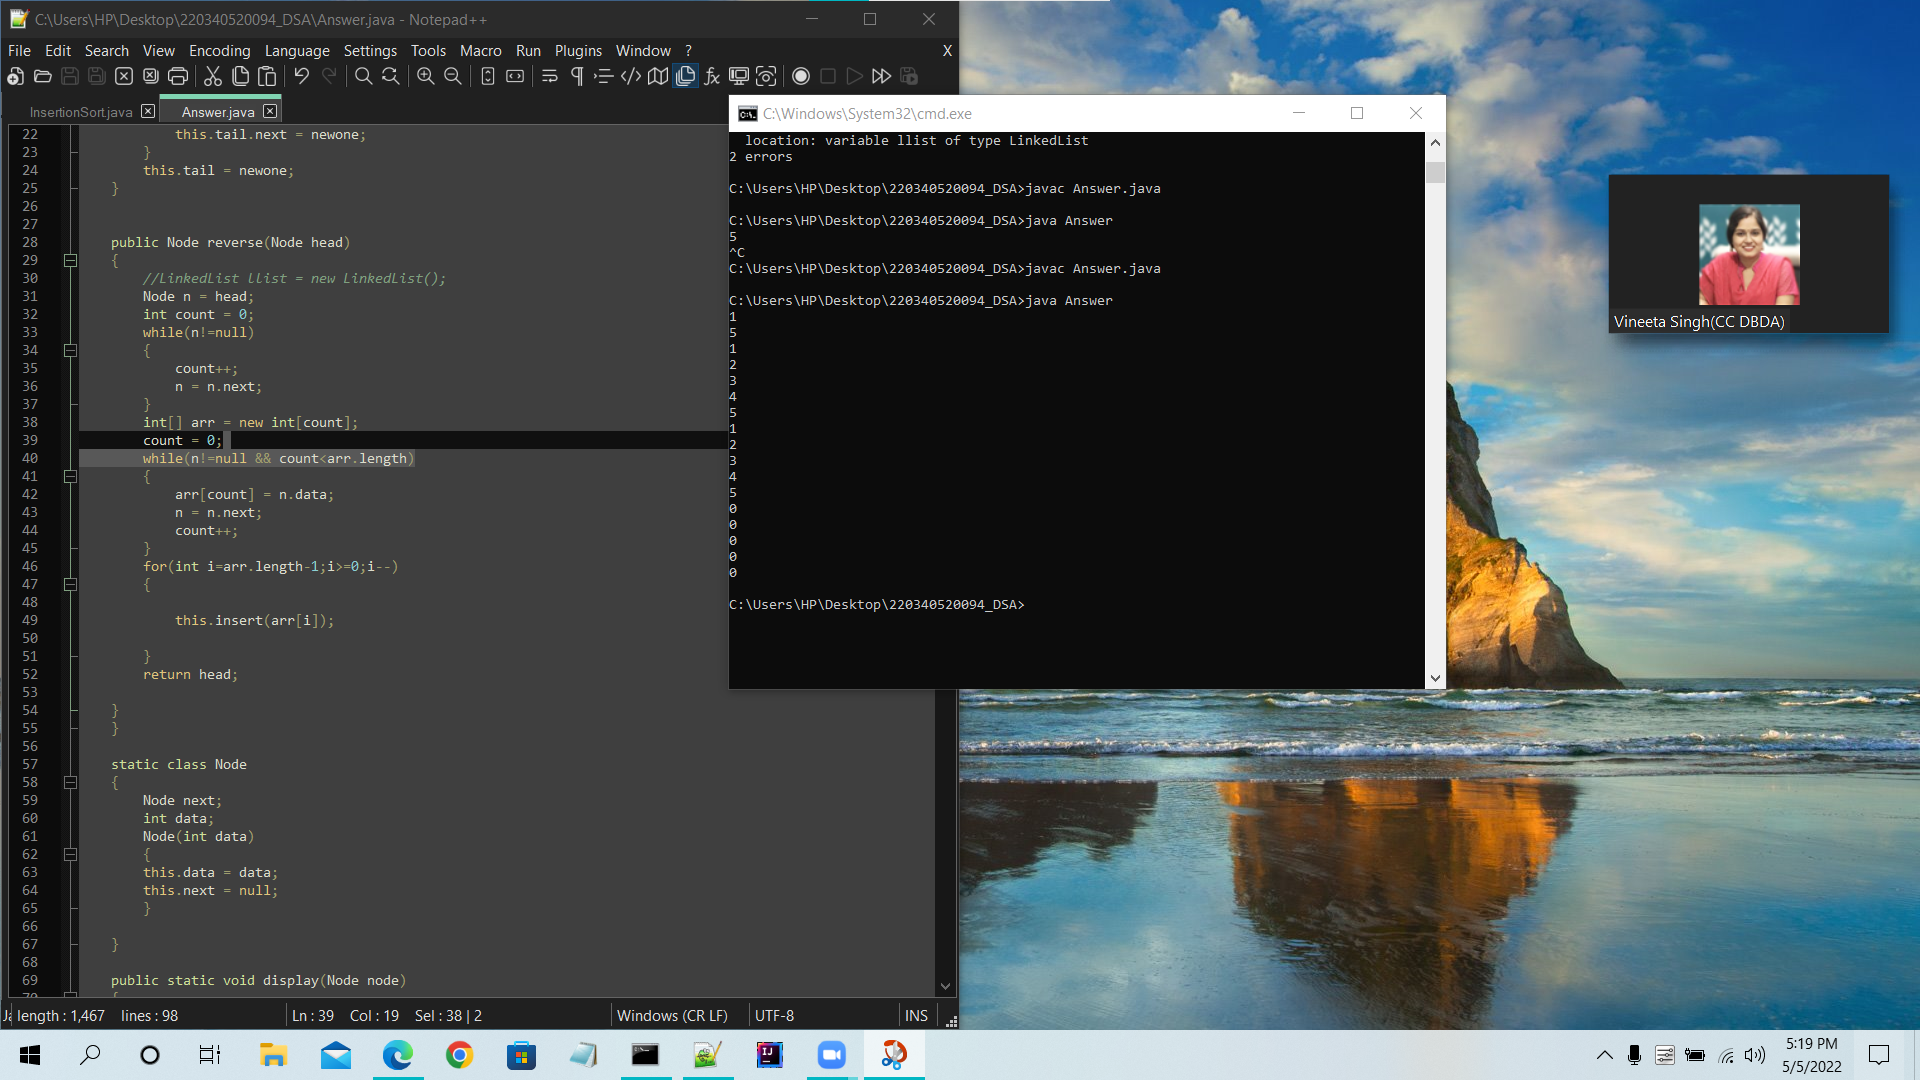 C:\Users\HP\Desktop\220340520094_DSA\Answer.java - Notepad++
File Edit Search View Encoding Language Settings Tools Macro Run Plugins Window ? X
InsertionSort.java Answer.java
22 this.tail.next = newone;
23 }
24 this.tail = newone;
25 }
26
27
28 public Node reverse(Node head)
29 {
30 //LinkedList llist = new LinkedList();
31 Node n = head;
32 int count = 0;
33 while(n!=null)
34 {
35 count++;
36 n = n.next;
37 }
38 int[] arr = new int[count];
39 count = 0;
40 while(n!=null && count<arr.length)
41 {
42 arr[count] = n.data;
43 n = n.next;
44 count++;
45 }
46 for(int i=arr.length-1;i>=0;i--)
47 {
48
49 this.insert(arr[i]);
50
51 }
52 return head;
53
54 }
55 }
56
57 static class Node
58 {
59 Node next;
60 int data;
61 Node(int data)
62 {
63 this.data = data;
64 this.next = null;
65 }
66
67 }
68
69 public static void display(Node node)
length : 1,467 lines : 98 Ln : 39 Col : 19 Sel : 38 | 2 Windows (CR LF) UTF-8 INS
C:\Windows\System32\cmd.exe
location: variable llist of type LinkedList
2 errors
C:\Users\HP\Desktop\220340520094_DSA>javac Answer.java
C:\Users\HP\Desktop\220340520094_DSA>java Answer
5
^C
C:\Users\HP\Desktop\220340520094_DSA>javac Answer.java
C:\Users\HP\Desktop\220340520094_DSA>java Answer
1
5
1
2
3
4
5
1
2
3
4
5
0
0
0
0
0
C:\Users\HP\Desktop\220340520094_DSA>
Vineeta Singh(CC DBDA)
5:19 PM
5/5/2022